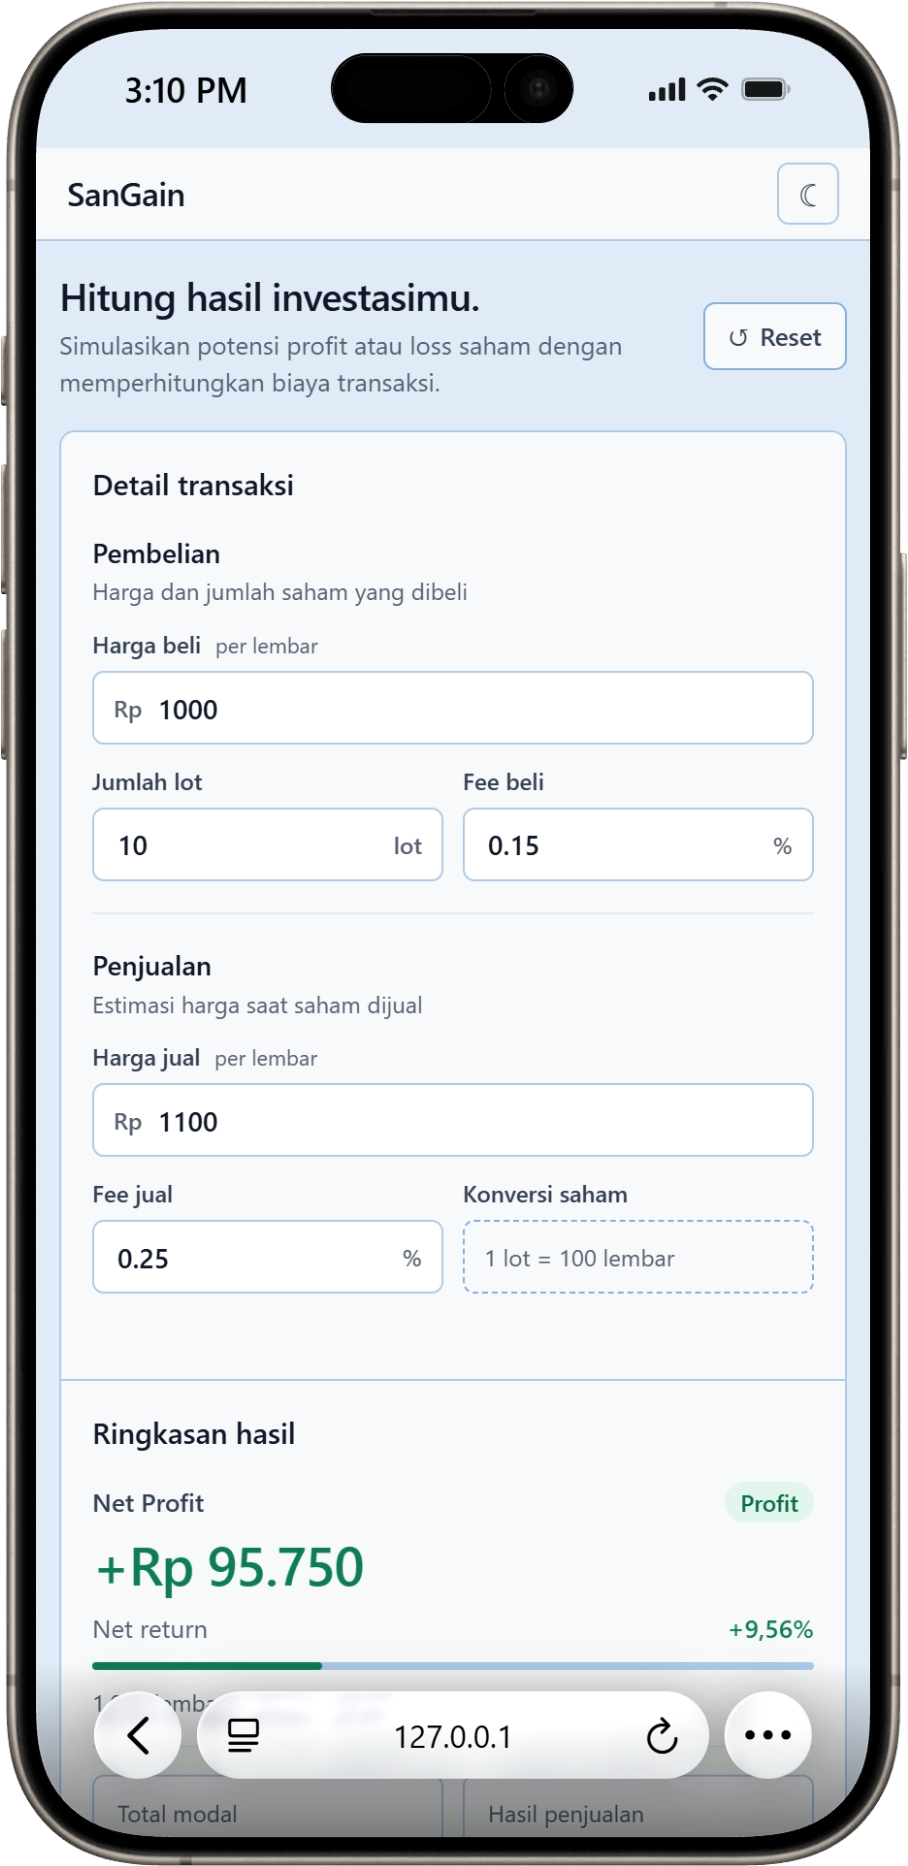 3:10 PM
SanGain
Hitung hasil investasimu.
Simulasikan potensi profit atau loss saham dengan
memperhitungkan biaya transaksi.
Reset
Detail transaksi
Pembelian
Harga dan jumlah saham yang dibeli
Harga beli per lembar
Rp 1000
Jumlah lot Fee beli
10 lot 0.15 %
Penjualan
Estimasi harga saat saham dijual
Harga jual per lembar
Rp 1100
Fee jual Konversi saham
0.25 % 1 lot = 100 lembar
Ringkasan hasil
Net Profit Profit
+Rp 95.750
Net return +9,56%
127.0.0.1
Total modal Hasil penjualan